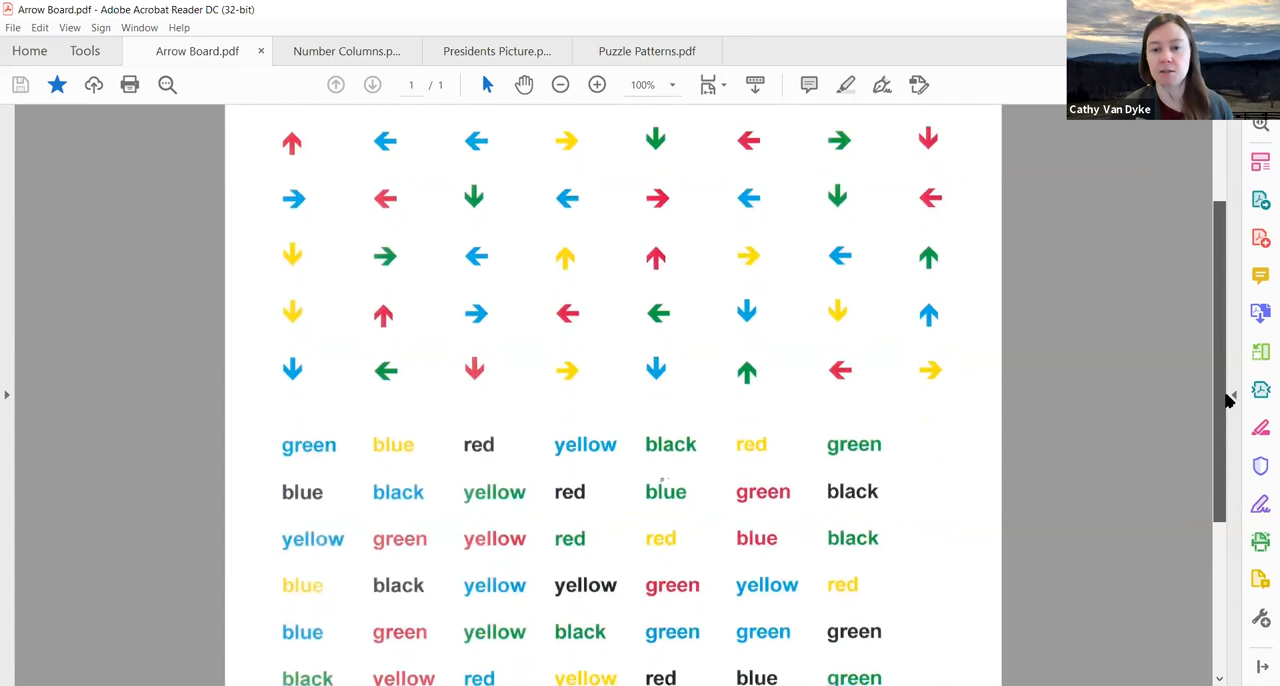 Arrow Board.pdf - Adobe Acrobat Reader DC (32-bit)
File Edit View Sign Window Help
Home Tools Arrow Board.pdf × Number Columns.p... Presidents Picture.p... Puzzle Patterns.pdf
1 / 1 100%
Cathy Van Dyke
green blue red yellow black red green
blue black yellow red blue green black
yellow green yellow red red blue black
blue black yellow yellow green yellow red
blue green yellow black green green green
black yellow red yellow red blue green